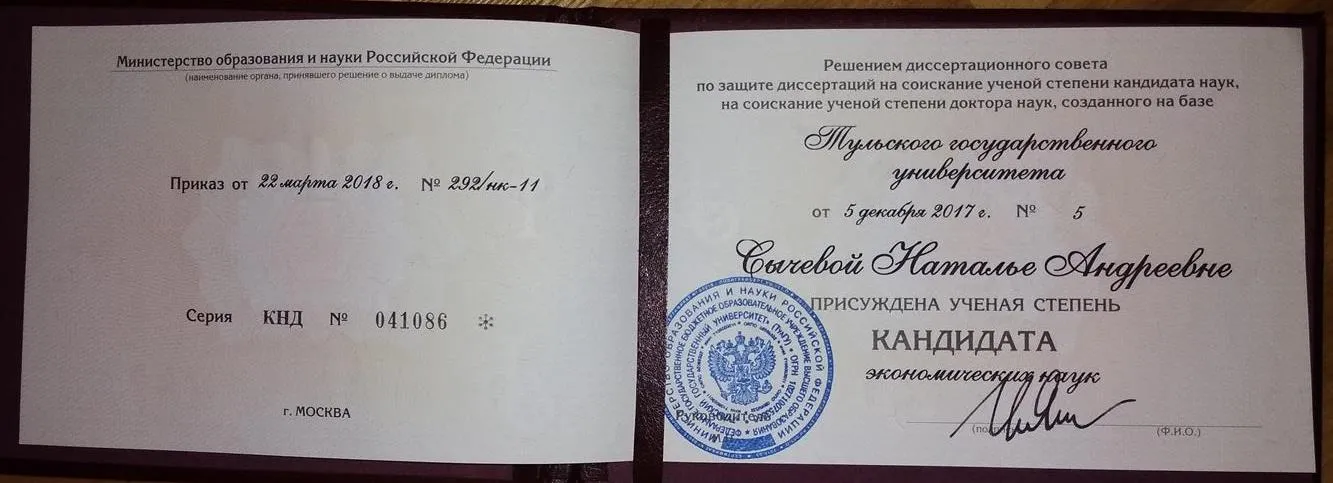 Министерство образования и науки Российской Федерации
(наименование органа, принявшего решение о выдаче диплома)
Приказ от 22 марта 2018 г. № 292/нк-11
Серия КНД № 041086
г. МОСКВА
Решением диссертационного совета
по защите диссертаций на соискание ученой степени кандидата наук,
на соискание ученой степени доктора наук, созданного на базе
Тульского государственного
университета
от 5 декабря 2017 г. № 5
Сычевой Наталье Андреевне
ПРИСУЖДЕНА УЧЕНАЯ СТЕПЕНЬ
КАНДИДАТА
экономических наук
Руководитель
(Ф.И.О.)